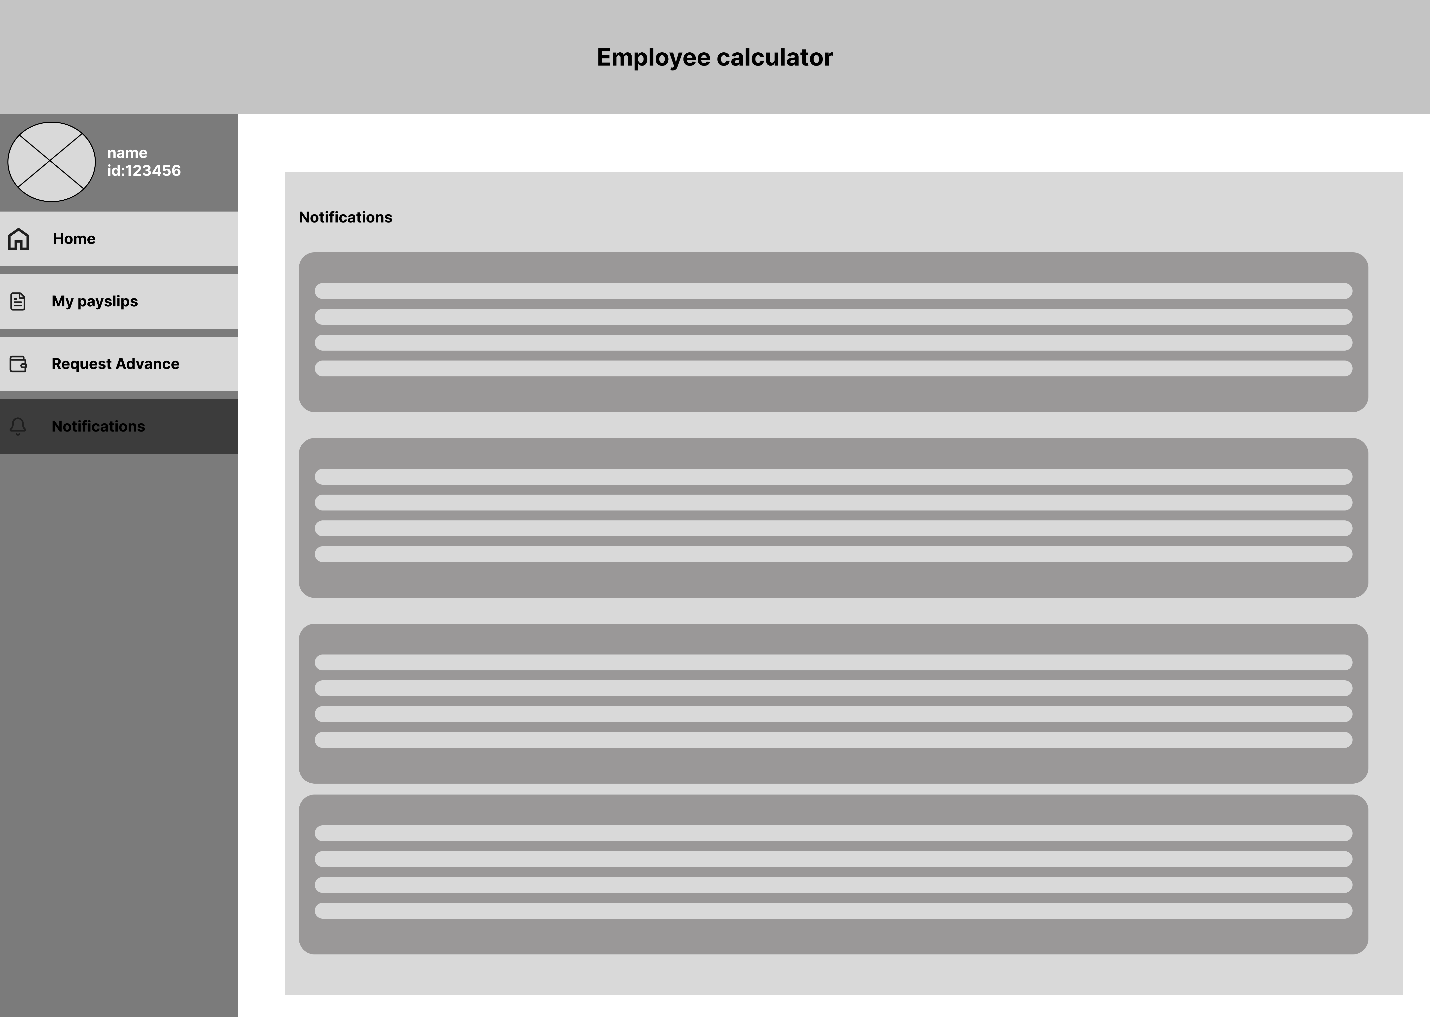 Employee calculator
name
id:123456
Home
My payslips
Request Advance
Notifications
Notifications